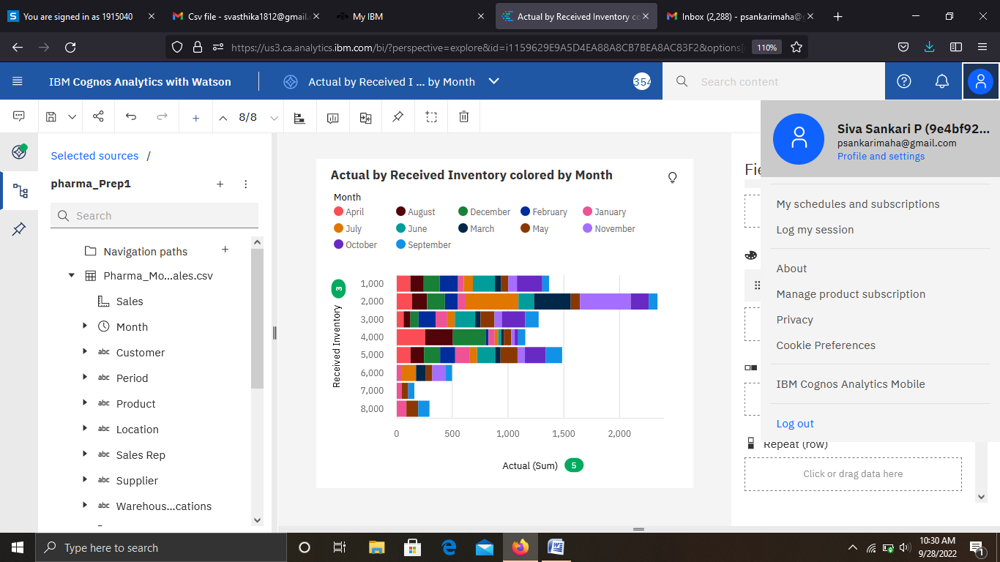 You are signed in as 1915040
Csv file - svasthika1812@gmail.c
My IBM
Actual by Received Inventory co
Inbox (2,288) - psankarimaha@g
https://us3.ca.analytics.ibm.com/bi/?perspective=explore&id=i1159629E9A5D4EA88A8CB7BEA8AC83F2&options[
110%
IBM Cognos Analytics with Watson
Actual by Received I ... by Month
354
Search content
8/8
Siva Sankari P (9e4bf92...
psankarimaha@gmail.com
Profile and settings
My schedules and subscriptions
Log my session
About
Manage product subscription
Privacy
Cookie Preferences
IBM Cognos Analytics Mobile
Log out
Selected sources /
pharma_Prep1
Search
Navigation paths
Pharma_Mo...ales.csv
Sales
Month
abc Customer
abc Period
abc Product
abc Location
abc Sales Rep
abc Supplier
abc Warehous...cations
Actual by Received Inventory colored by Month
Month
April August December February January
July June March May November
October September
Received Inventory
3
1,000
2,000
3,000
4,000
5,000
6,000
7,000
8,000
0 500 1,000 1,500 2,000
Actual (Sum) 5
Fie
Repeat (row)
Click or drag data here
Type here to search
10:30 AM
9/28/2022
1